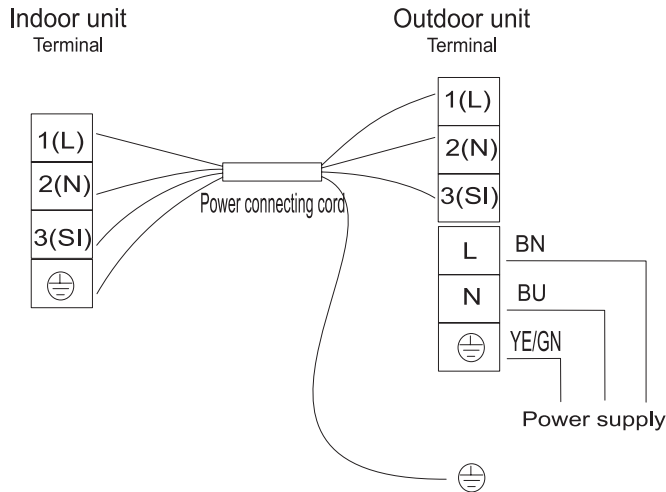 Indoor unit
Terminal
Outdoor unit
Terminal
1(L)
2(N)
3(SI)
Power connecting cord
1(L)
2(N)
3(SI)
L
BN
N
BU
YE/GN
Power supply